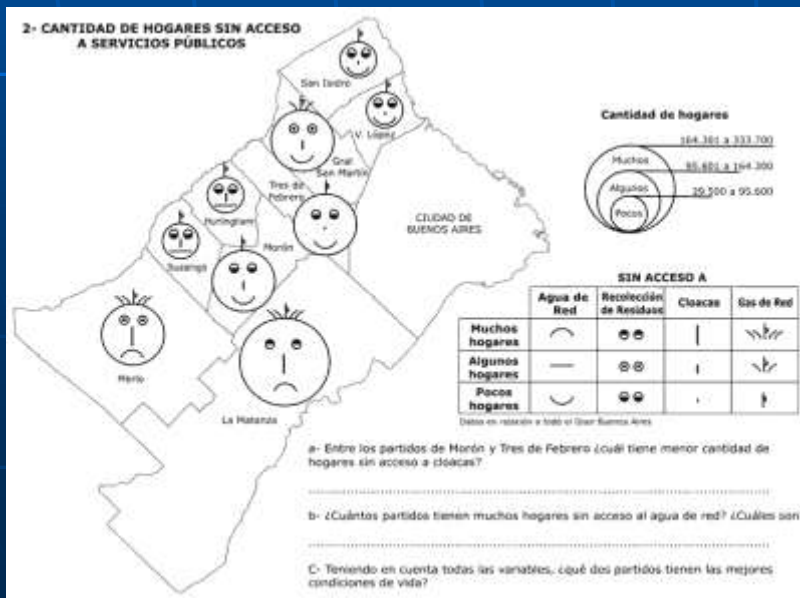 2- CANTIDAD DE HOGARES SIN ACCESO
A SERVICIOS PÚBLICOS
San Isidro
V. López
Gral
San Martín
Tres de
Febrero
Hurlingham
Morón
Ituzaingo
Merlo
La Matanza
CIUDAD DE
BUENOS AIRES
Cantidad de hogares
164.301 a 333.700
95.601 a 164.300
29.500 a 95.600
Muchos
Algunos
Pocos
SIN ACCESO A
Agua de Red
Recolección de Residuos
Cloacas
Gas de Red
Muchos hogares
Algunos hogares
Pocos hogares
Datos en relación a todo el Gran Buenos Aires
a- Entre los partidos de Morón y Tres de Febrero ¿cuál tiene menor cantidad de
hogares sin acceso a cloacas?
b- ¿Cuántos partidos tienen muchos hogares sin acceso al agua de red? ¿Cuáles son
C- Teniendo en cuenta todas las variables, ¿qué dos partidos tienen las mejores
condiciones de vida?